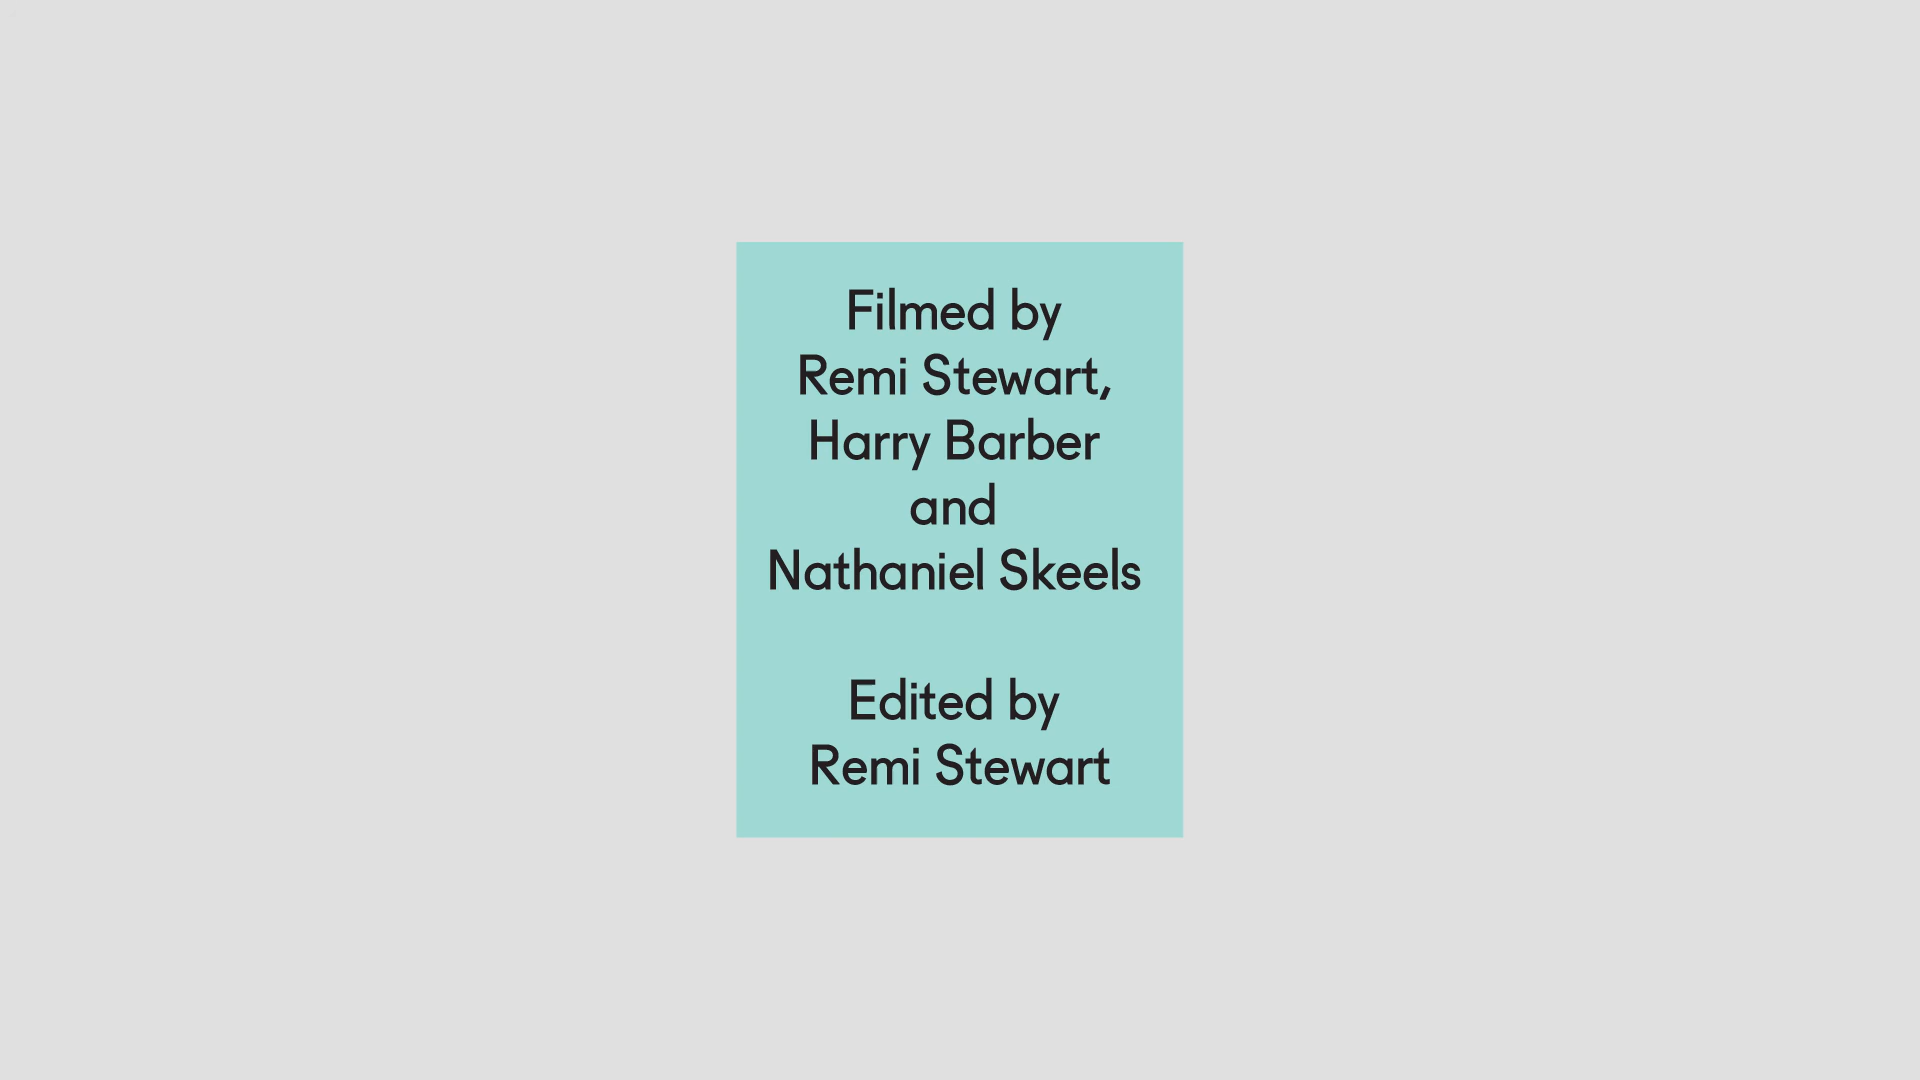 Filmed by
Remi Stewart,
Harry Barber
and
Nathaniel Skeels
Edited by
Remi Stewart